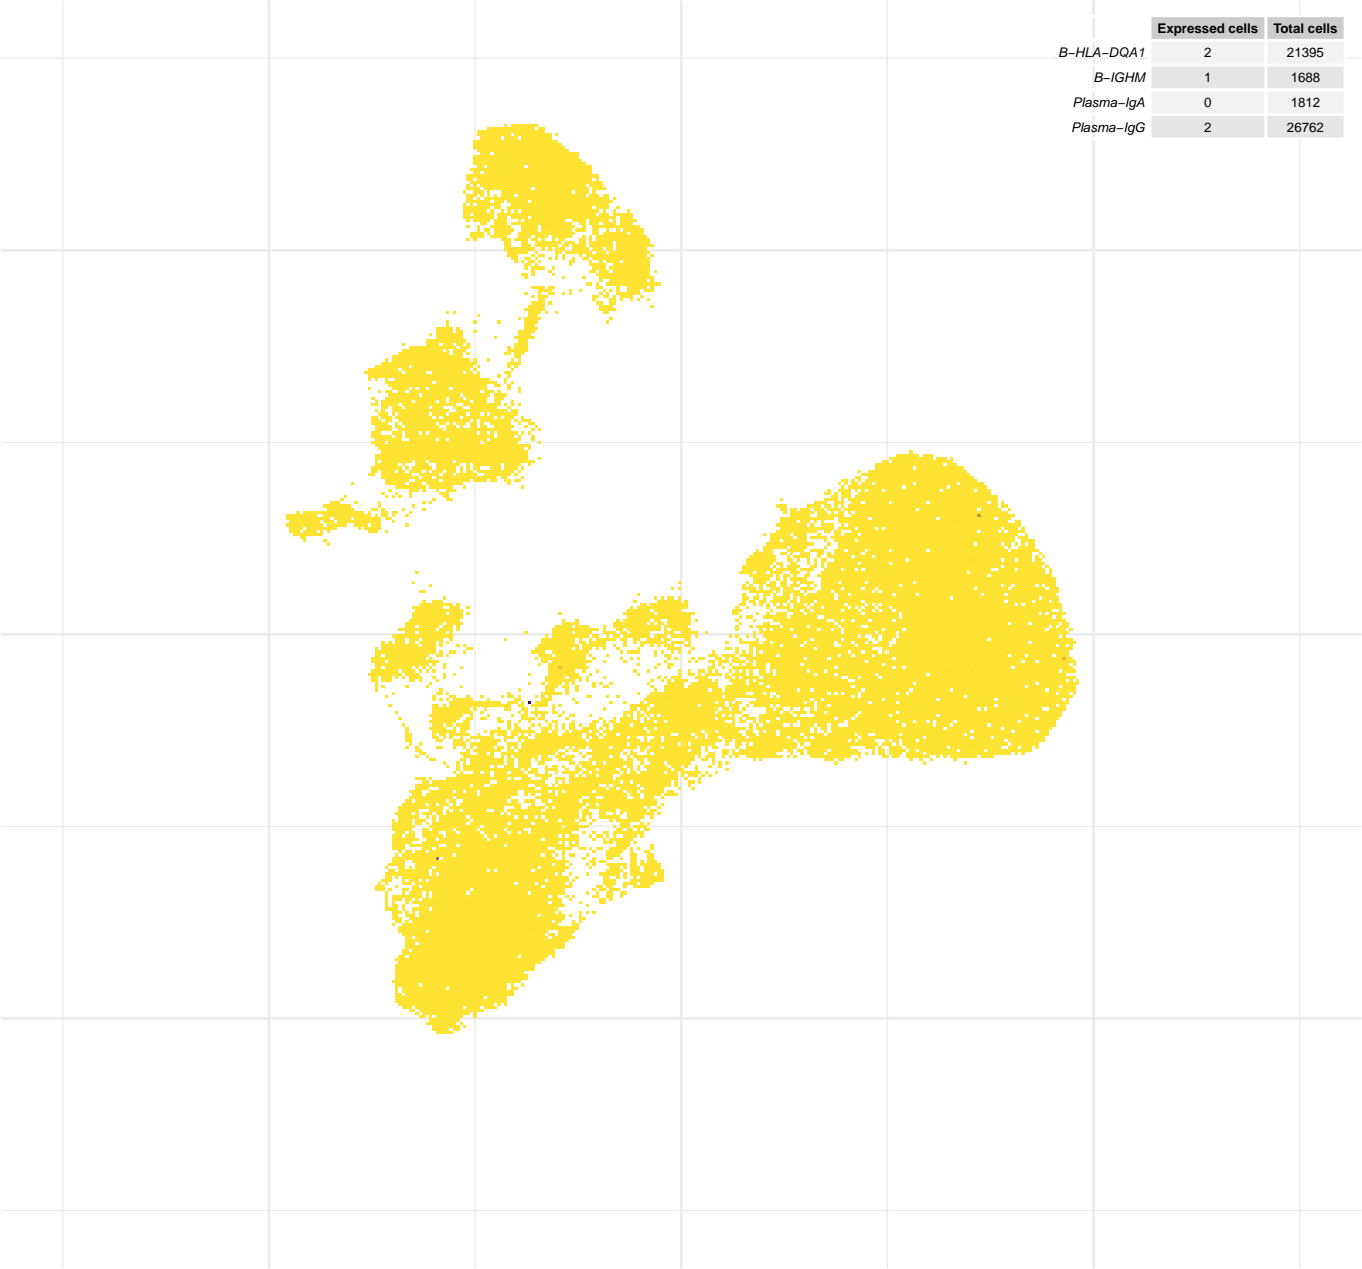 Expressed cells Total cells
B−HLA−DQA1 2 21395
B−IGHM 1 1688
Plasma−IgA 0 1812
Plasma−IgG 2 26762